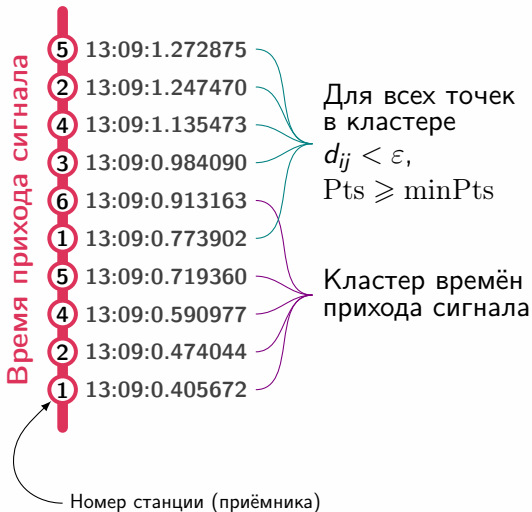 Время прихода сигнала
5 13:09:1.272875
2 13:09:1.247470
4 13:09:1.135473
3 13:09:0.984090
6 13:09:0.913163
1 13:09:0.773902
5 13:09:0.719360
4 13:09:0.590977
2 13:09:0.474044
1 13:09:0.405672
Для всех точек
в кластере
d_{ij} < ε,
Pts ⩾ minPts
Кластер времён
прихода сигнала
Номер станции (приёмника)